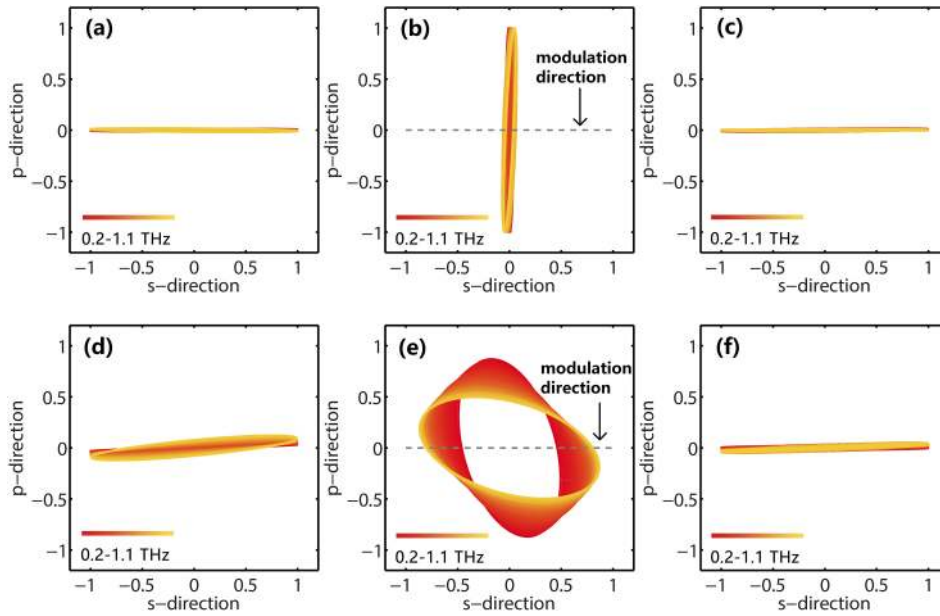 (a)
1
0.5
0
−0.5
−1
p−direction
0.2-1.1 THz
−1 −0.5 0 0.5 1
s−direction
(b)
modulation
direction
1
0.5
0
−0.5
−1
p−direction
0.2-1.1 THz
−1 −0.5 0 0.5 1
s−direction
(c)
1
0.5
0
−0.5
−1
p−direction
0.2-1.1 THz
−1 −0.5 0 0.5 1
s−direction
(d)
1
0.5
0
−0.5
−1
p−direction
0.2-1.1 THz
−1 −0.5 0 0.5 1
s−direction
(e)
modulation
direction
1
0.5
0
−0.5
−1
p−direction
0.2-1.1 THz
−1 −0.5 0 0.5 1
s−direction
(f)
1
0.5
0
−0.5
−1
p−direction
0.2-1.1 THz
−1 −0.5 0 0.5 1
s−direction